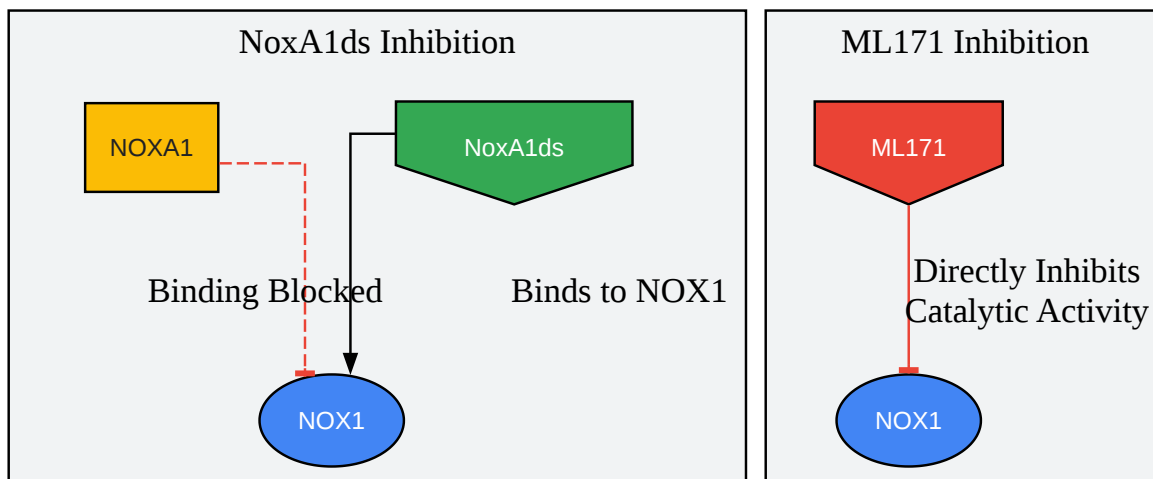 NoxA1ds Inhibition
NOXA1
NoxA1ds
Binding Blocked
Binds to NOX1
NOX1
ML171 Inhibition
ML171
Directly Inhibits
Catalytic Activity
NOX1